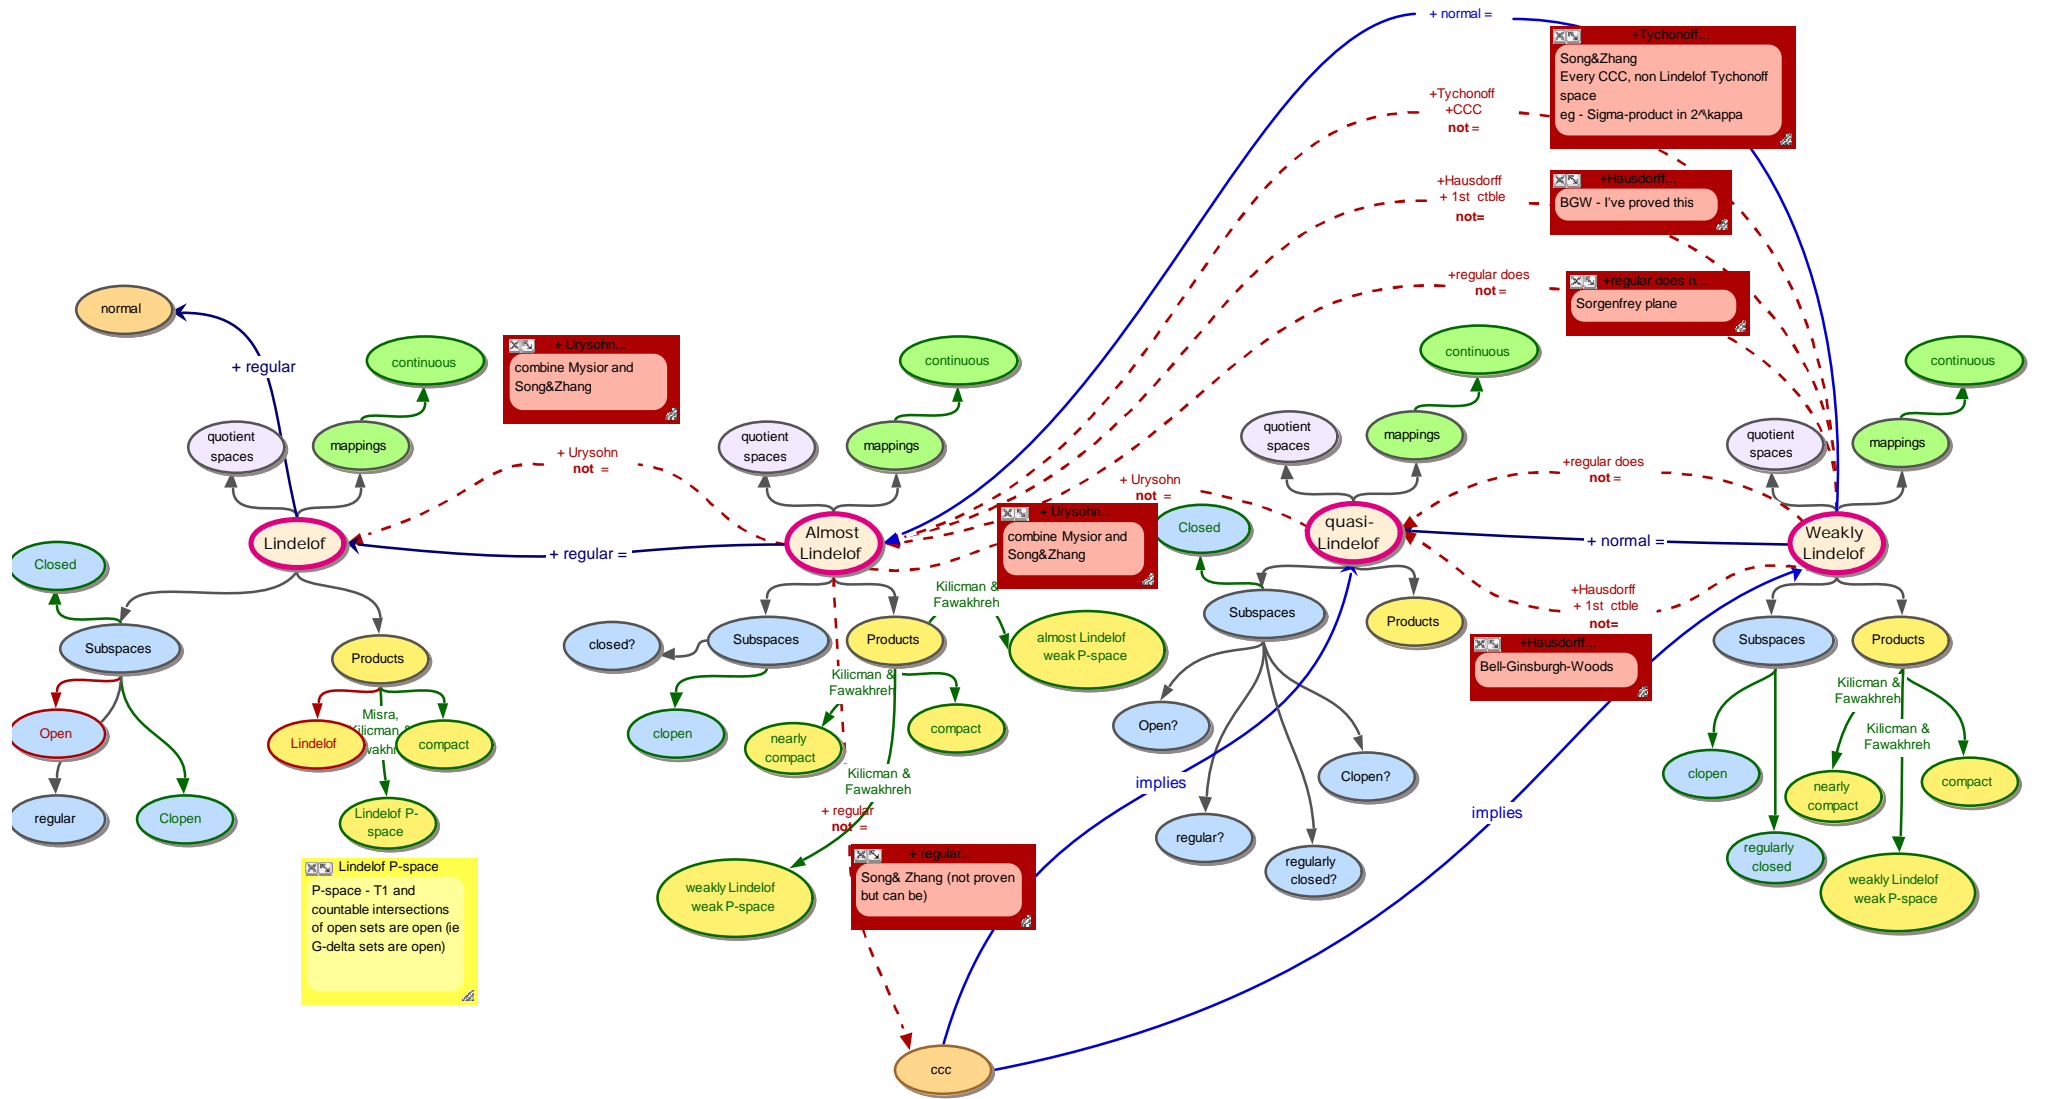 + normal =
+Tychonoff...
Song&Zhang
Every CCC, non Lindelof Tychonoff
space
eg - Sigma-product in 2^\kappa
+Tychonoff
+CCC
not =
+Hausdorff...
BGW - I've proved this
+Hausdorff
+ 1st ctble
not=
+regular does n...
Sorgenfrey plane
+regular does
not =
normal
+ regular
continuous
quotient
spaces
mappings
+ Urysohn...
combine Mysior and
Song&Zhang
+ Urysohn
not =
continuous
quotient
spaces
mappings
continuous
quotient
spaces
mappings
continuous
quotient
spaces
mappings
+ Urysohn
not =
+regular does
not =
Lindelof
+ regular =
Almost
Lindelof
+ Urysohn...
combine Mysior and
Song&Zhang
quasi-
Lindelof
+ normal =
Weakly
Lindelof
Closed
Subspaces
Open
regular
Clopen
Products
Lindelof
Misra,
compact
Lindelof P-
space
Lindelof P-space
P-space - T1 and
countable intersections
of open sets are open (ie
G-delta sets are open)
closed?
Subspaces
clopen
Products
Kilicman &
Fawakhreh
almost Lindelof
weak P-space
Kilicman &
Fawakhreh
nearly
compact
compact
Kilicman &
Fawakhreh
weakly Lindelof
weak P-space
+ regular
not =
+ regular...
Song& Zhang (not proven
but can be)
ccc
implies
implies
Closed
Subspaces
Products
Open?
regular?
regularly
closed?
Clopen?
+Hausdorff
+ 1st ctble
not=
+Hausdorff...
Bell-Ginsburgh-Woods
Subspaces
Products
clopen
regularly
closed
Kilicman &
Fawakhreh
nearly
compact
Kilicman &
Fawakhreh
compact
weakly Lindelof
weak P-space